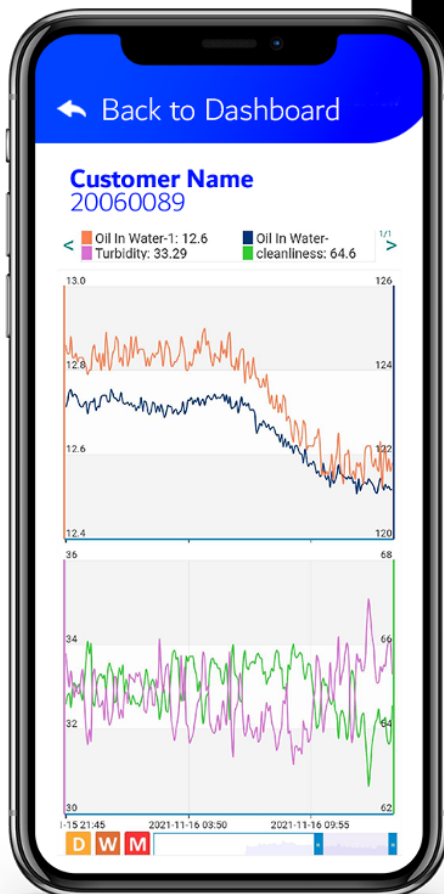 Back to Dashboard
Customer Name
20060089
< Oil In Water-1: 12.6 Oil In Water- 1/1 >
Turbidity: 33.29 cleanliness: 64.6
13.0 126
12.8 124
12.6 122
12.4 120
36 68
34 66
32 64
30 62
I-15 21:45 2021-11-16 03:50 2021-11-16 09:55
D W M